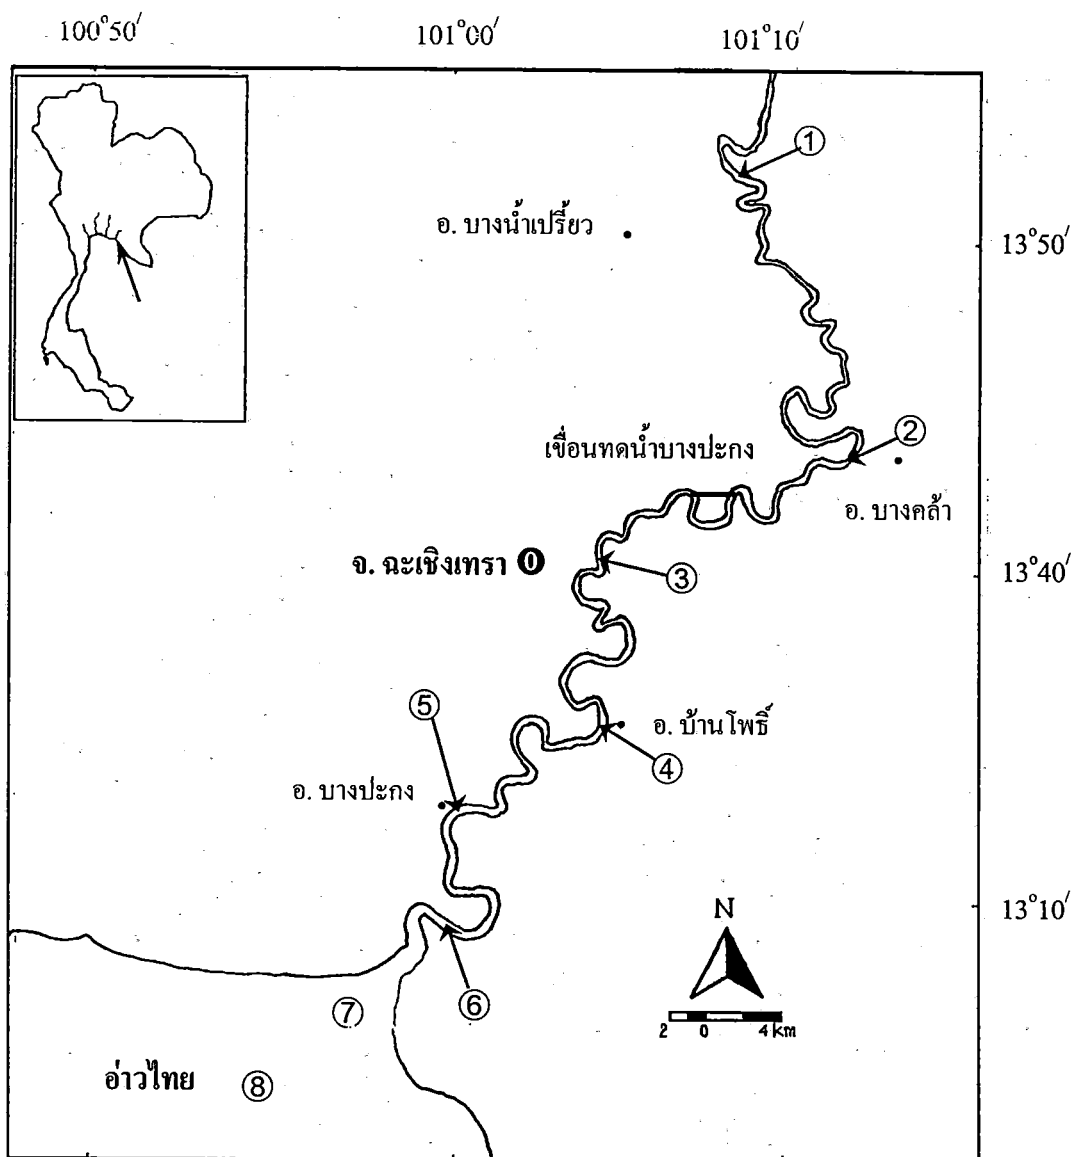 100°50′ 101°00′ 101°10′
①
อ. บางน้ำเปรี้ยว
13°50′
②
เขื่อนทดน้ำบางปะกง
อ. บางคล้า
จ. ฉะเชิงเทรา
③
13°40′
⑤
อ. บ้านโพธิ์
④
อ. บางปะกง
N
13°10′
⑥
⑦
2 0 4 km
อ่าวไทย ⑧